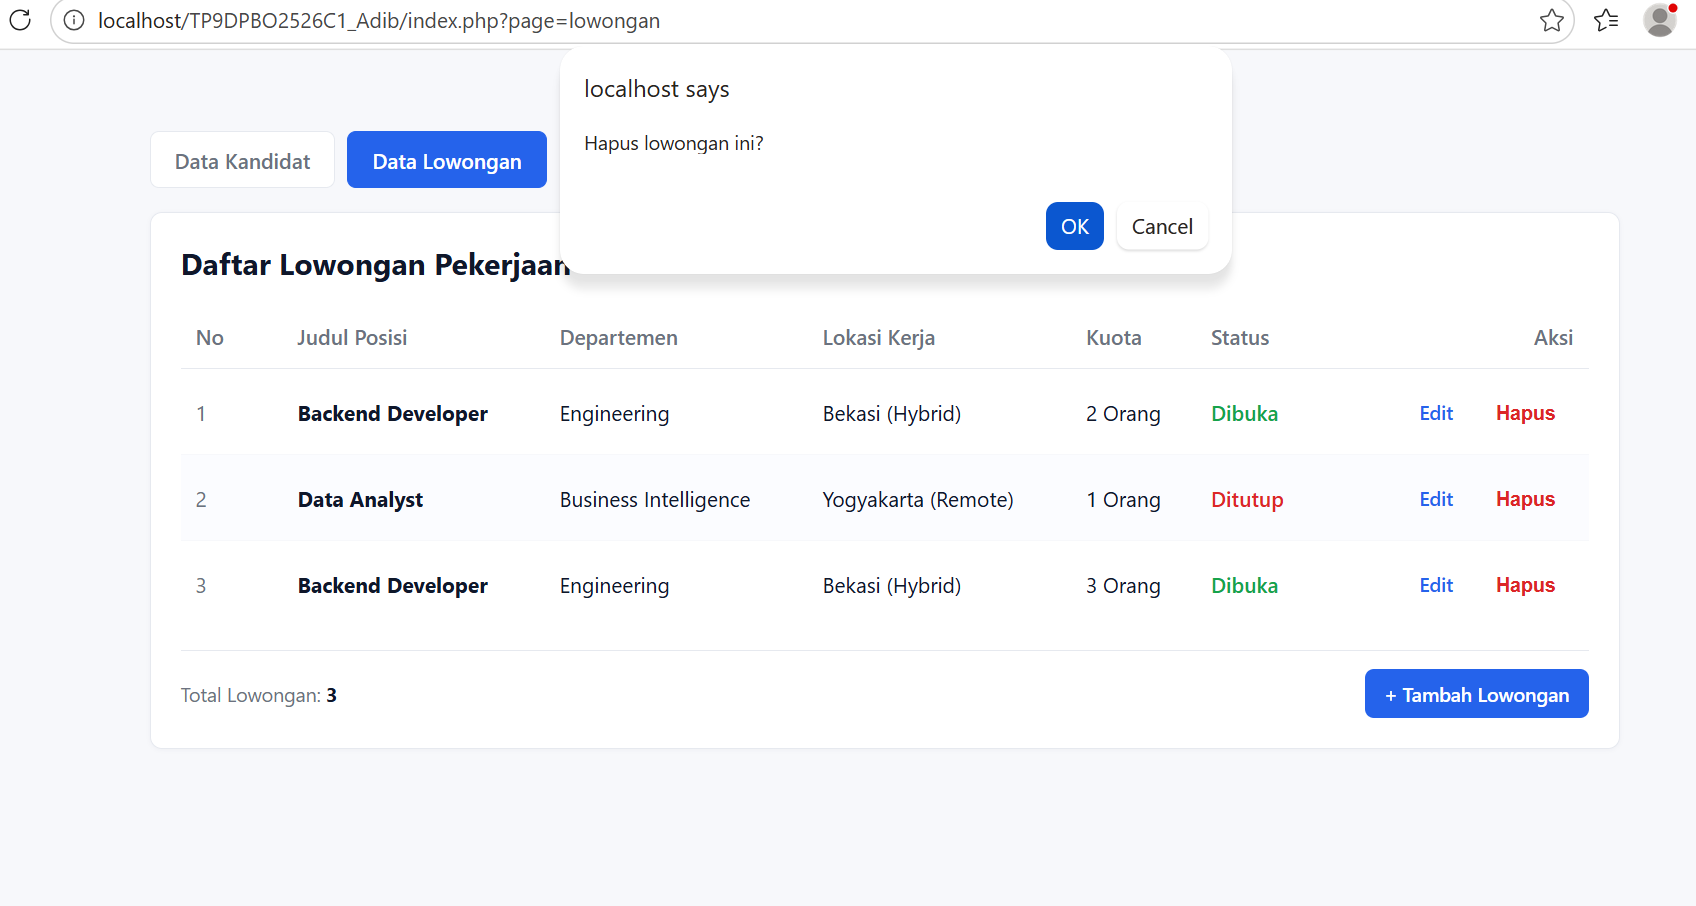 localhost/TP9DPBO2526C1_Adib/index.php?page=lowongan
localhost says
Hapus lowongan ini?
OK Cancel
Data Kandidat Data Lowongan
Daftar Lowongan Pekerjaan
No Judul Posisi Departemen Lokasi Kerja Kuota Status Aksi
1 Backend Developer Engineering Bekasi (Hybrid) 2 Orang Dibuka Edit Hapus
2 Data Analyst Business Intelligence Yogyakarta (Remote) 1 Orang Ditutup Edit Hapus
3 Backend Developer Engineering Bekasi (Hybrid) 3 Orang Dibuka Edit Hapus
Total Lowongan: 3 + Tambah Lowongan